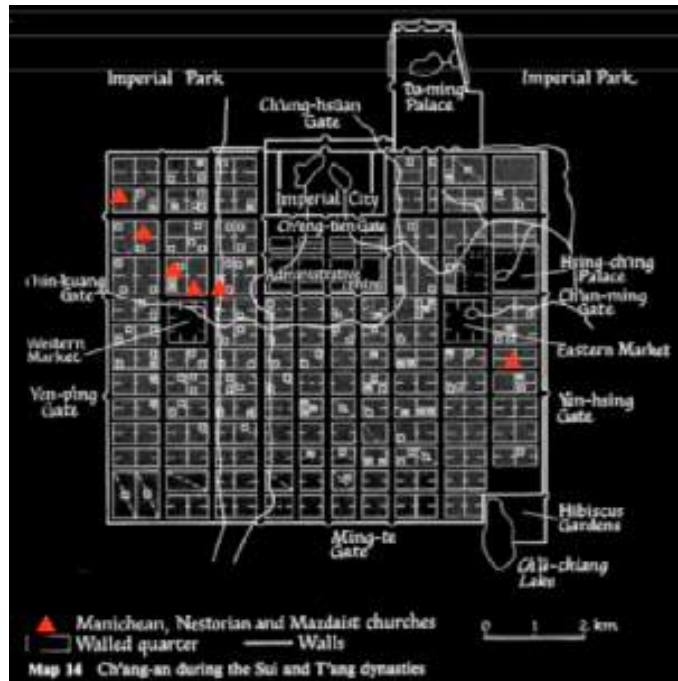 Imperial Park
Da-ming
Palace
Imperial Park
Ch'ung-hsüan
Gate
Imperial City
Ch'eng-tien Gate
Administrative
centre
Hsing-ch'ing
Palace
Chin-kuang
Gate
Ch'un-ming
Gate
Western
Market
Eastern Market
Yen-p'ing
Gate
Yen-hsing
Gate
Ming-te
Gate
Hibiscus
Gardens
Ch'ü-chiang
Lake
Manichean, Nestorian and Mazdaist churches
0 1 2 km
Walled quarter
Walls
Map 14 Ch'ang-an during the Sui and T'ang dynasties